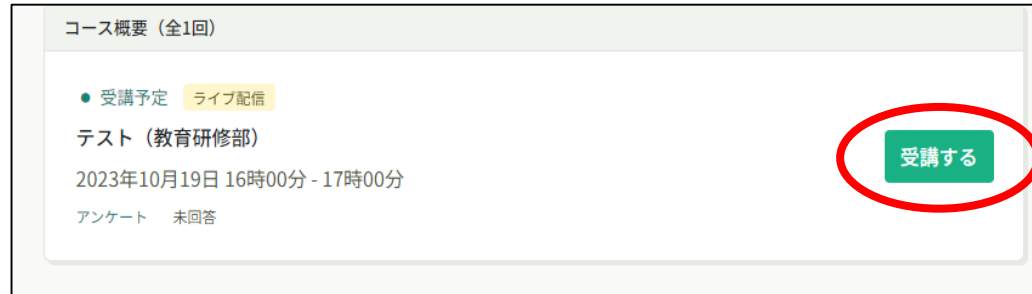 コース概要（全1回）
● 受講予定 ライブ配信
テスト（教育研修部）
受講する
2023年10月19日 16時00分 - 17時00分
アンケート 未回答